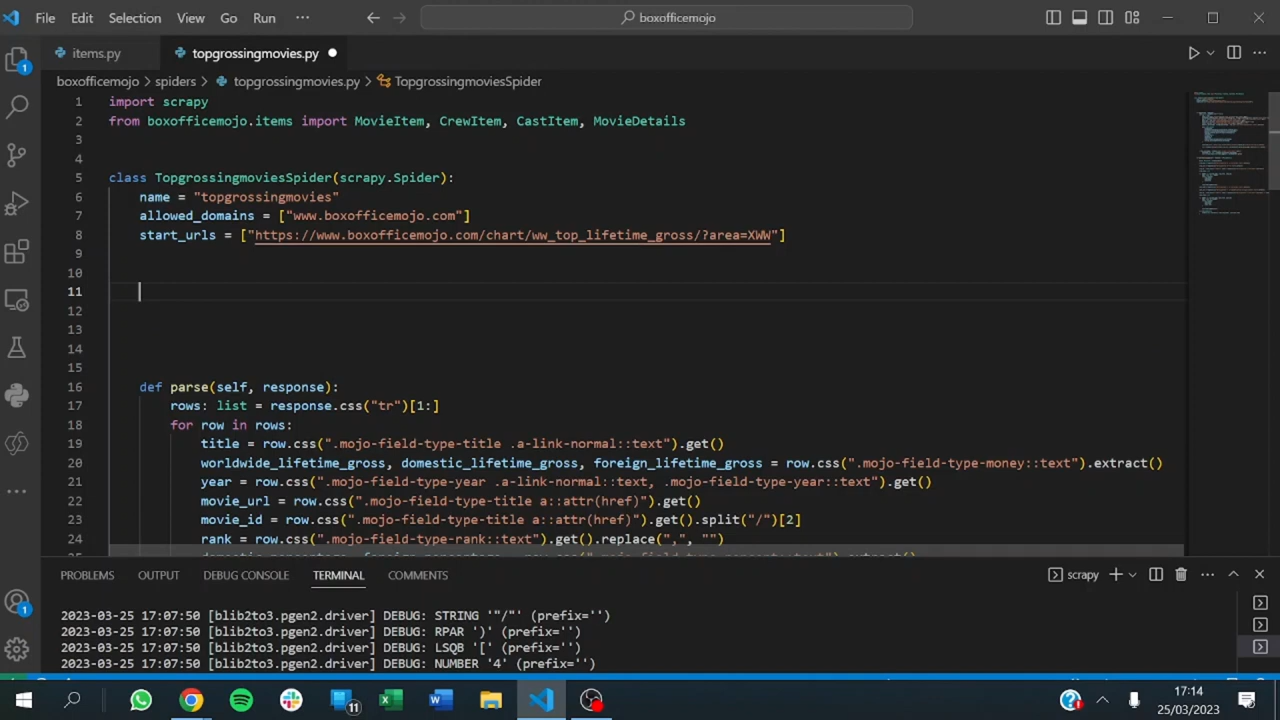 File Edit Selection View Go Run ··· boxofficemojo
items.py topgrossingmovies.py
boxofficemojo > spiders > topgrossingmovies.py > TopgrossingmoviesSpider
1 import scrapy
2 from boxofficemojo.items import MovieItem, CrewItem, CastItem, MovieDetails
3
4
5 class TopgrossingmoviesSpider(scrapy.Spider):
6 name = "topgrossingmovies"
7 allowed_domains = ["www.boxofficemojo.com"]
8 start_urls = ["https://www.boxofficemojo.com/chart/ww_top_lifetime_gross/?area=XWW"]
9
10
11
12
13
14
15
16 def parse(self, response):
17 rows: list = response.css("tr")[1:]
18 for row in rows:
19 title = row.css(".mojo-field-type-title .a-link-normal::text").get()
20 worldwide_lifetime_gross, domestic_lifetime_gross, foreign_lifetime_gross = row.css(".mojo-field-type-money::text").extract()
21 year = row.css(".mojo-field-type-year .a-link-normal::text, .mojo-field-type-year::text").get()
22 movie_url = row.css(".mojo-field-type-title a::attr(href)").get()
23 movie_id = row.css(".mojo-field-type-title a::attr(href)").get().split("/")[2]
24 rank = row.css(".mojo-field-type-rank::text").get().replace(",", "")
PROBLEMS OUTPUT DEBUG CONSOLE TERMINAL COMMENTS scrapy
2023-03-25 17:07:50 [blib2to3.pgen2.driver] DEBUG: STRING '"/"' (prefix='')
2023-03-25 17:07:50 [blib2to3.pgen2.driver] DEBUG: RPAR ')' (prefix='')
2023-03-25 17:07:50 [blib2to3.pgen2.driver] DEBUG: LSQB '[' (prefix='')
2023-03-25 17:07:50 [blib2to3.pgen2.driver] DEBUG: NUMBER '4' (prefix='')
1
1
11
17:14
25/03/2023